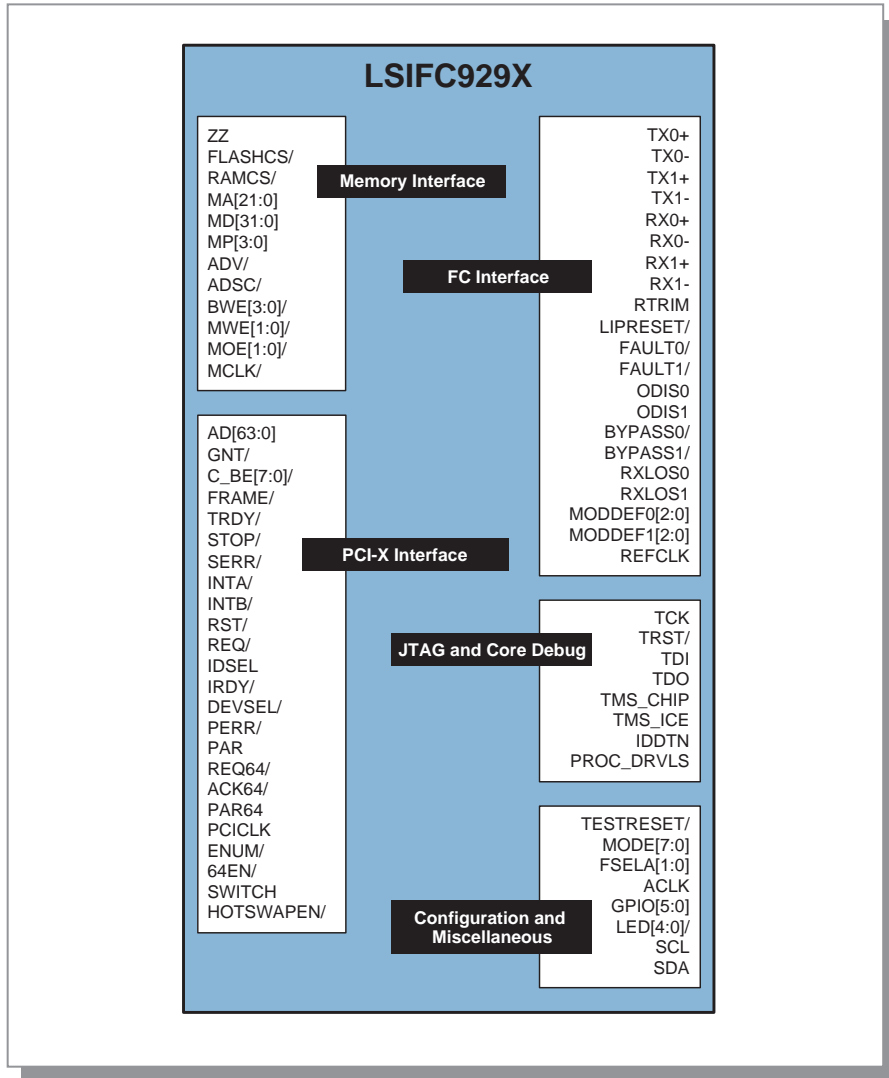 LSIFC929X
ZZ
FLASHCS/
RAMCS/
MA[21:0]
MD[31:0]
MP[3:0]
ADV/
ADSC/
BWE[3:0]/
MWE[1:0]/
MOE[1:0]/
MCLK/
Memory Interface
TX0+
TX0-
TX1+
TX1-
RX0+
RX0-
RX1+
RX1-
RTRIM
LIPRESET/
FAULT0/
FAULT1/
ODIS0
ODIS1
BYPASS0/
BYPASS1/
RXLOS0
RXLOS1
MODDEF0[2:0]
MODDEF1[2:0]
REFCLK
FC Interface
AD[63:0]
GNT/
C_BE[7:0]/
FRAME/
TRDY/
STOP/
SERR/
INTA/
INTB/
RST/
REQ/
IDSEL
IRDY/
DEVSEL/
PERR/
PAR
REQ64/
ACK64/
PAR64
PCICLK
ENUM/
64EN/
SWITCH
HOTSWAPEN/
PCI-X Interface
TCK
TRST/
TDI
TDO
TMS_CHIP
TMS_ICE
IDDTN
PROC_DRVLS
JTAG and Core Debug
TESTRESET/
MODE[7:0]
FSELA[1:0]
ACLK
GPIO[5:0]
LED[4:0]/
SCL
SDA
Configuration and
Miscellaneous